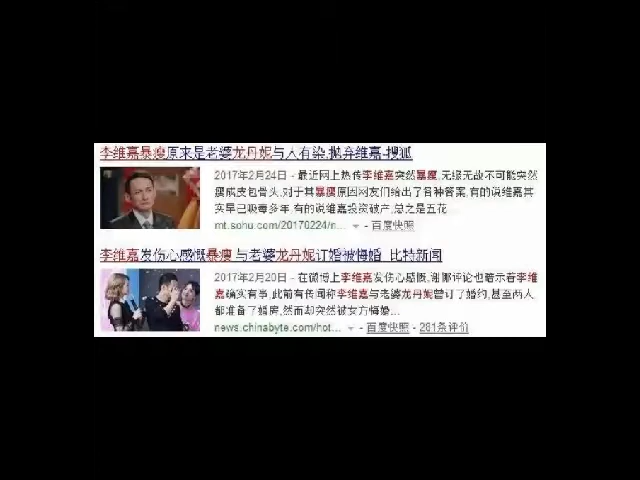 李维嘉暴瘦原来是老婆龙丹妮与人有染,抛弃维嘉-搜狐
2017年2月24日 - 最近网上热传李维嘉突然暴瘦,无缘无故不可能突然
瘦成皮包骨头,对于其暴瘦原因网友们给出了各种答案,有的说维嘉其
实早已吸毒多年,有的说维嘉投资破产,总之是五花...
mt.sohu.com/20170224/n... - 百度快照
李维嘉发伤心感慨暴瘦 与老婆龙丹妮订婚被悔婚_比特新闻
2017年2月20日 - 在微博上李维嘉发伤心感慨,谢娜评论也暗示着李维
嘉确实有事,此前有传闻称李维嘉与老婆龙丹妮曾订了婚约,甚至两人
都准备了婚房,然而却突然被女方悔婚...
news.chinabyte.com/hot... - 百度快照 - 281条评价